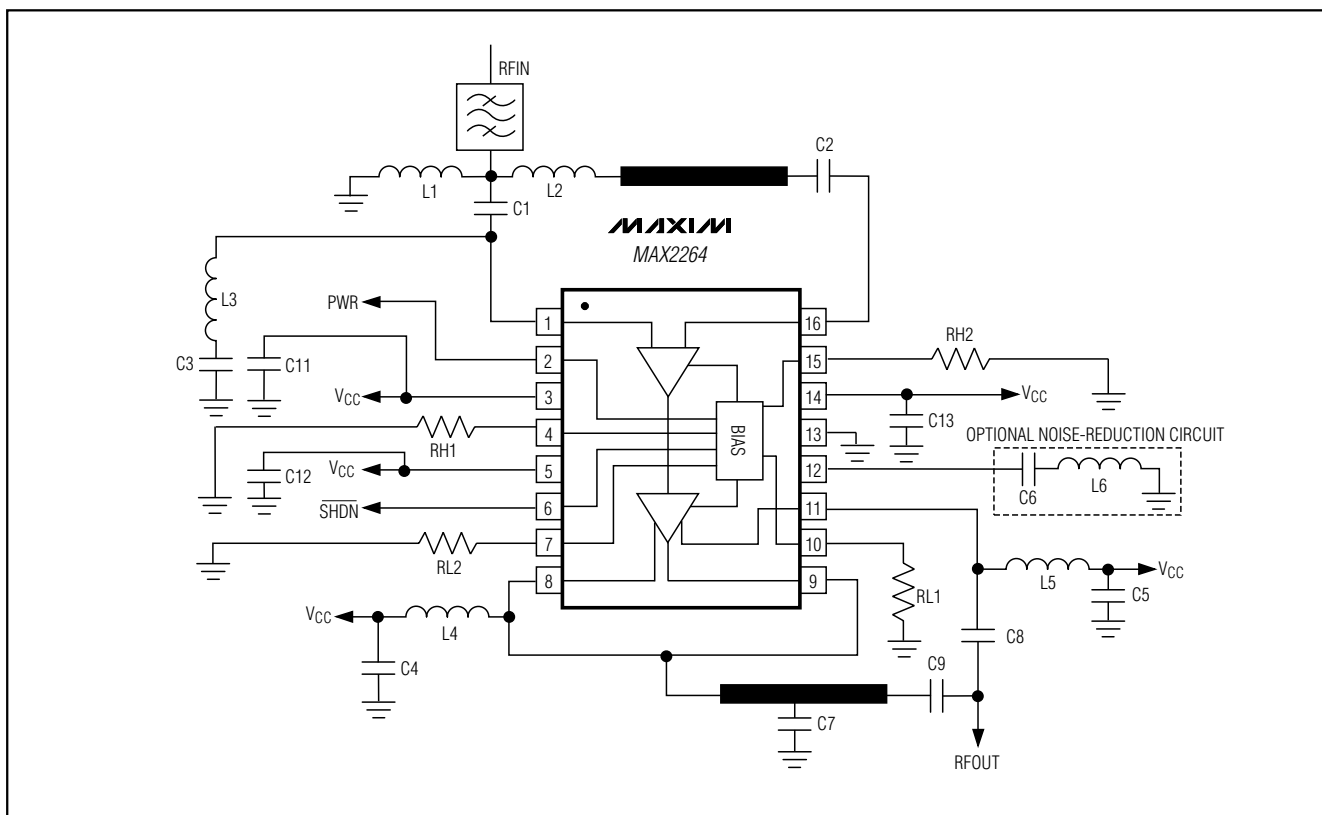 RFIN
C2
L1
L2
C1
MAXIM
MAX2264
L3
PWR
1
16
RH2
2
15
C3
C11
VCC
3
14
VCC
C13
RH1
4
BIAS
13
OPTIONAL NOISE-REDUCTION CIRCUIT
C12
VCC
5
12
C6
L6
SHDN
6
11
RL2
7
10
8
9
L5
VCC
C5
RL1
VCC
L4
C8
C4
C9
C7
RFOUT